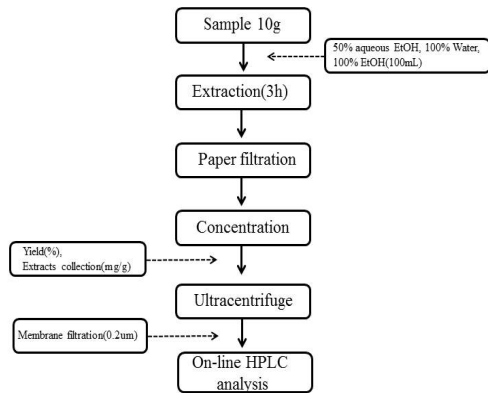 Sample 10g
50% aqueous EtOH, 100% Water,
100% EtOH(100mL)
Extraction(3h)
Paper filtration
Concentration
Yield(%),
Extracts collection(mg/g)
Ultracentrifuge
Membrane filtration(0.2um)
On-line HPLC
analysis